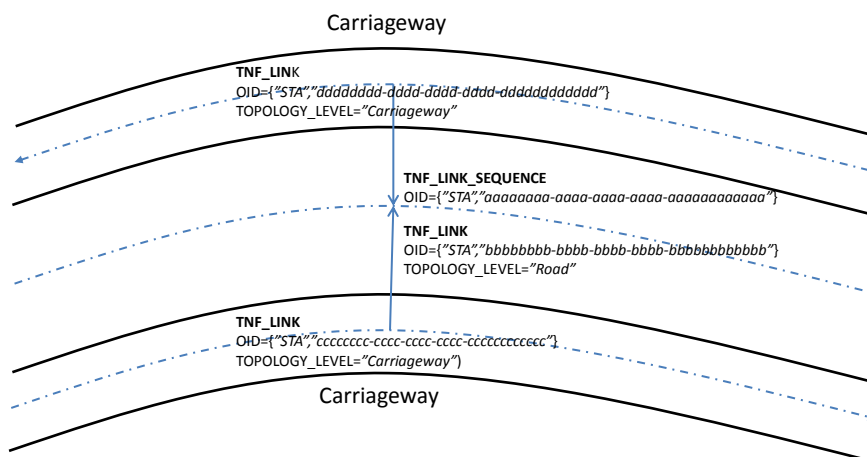 Carriageway
TNF_LINK
OID={"STA","dddddddd-dddd-dddd-dddd-dddddddddddd"}
TOPOLOGY_LEVEL="Carriageway"
TNF_LINK_SEQUENCE
OID={"STA","aaaaaaaa-aaaa-aaaa-aaaa-aaaaaaaaaaaa"}
TNF_LINK
OID={"STA","bbbbbbbb-bbbb-bbbb-bbbb-bbbbbbbbbbbb"}
TOPOLOGY_LEVEL="Road"
TNF_LINK
OID={"STA","cccccccc-cccc-cccc-cccc-cccccccccccc"}
TOPOLOGY_LEVEL="Carriageway")
Carriageway